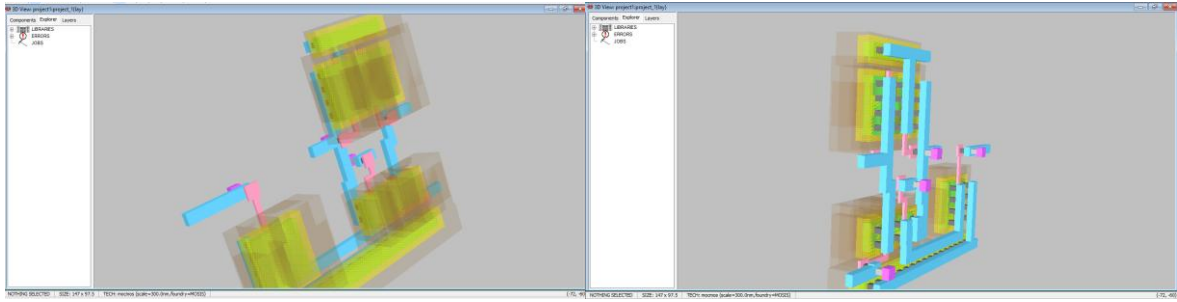 3D View: project1:project_1{lay}
Components Explorer Layers
LIBRARIES
ERRORS
JOBS
NOTHING SELECTED SIZE: 147 x 97.5 TECH: mocmos (scale=300.0nm,foundry=MOSIS)
3D View: project1:project_1{lay}
Components Explorer Layers
LIBRARIES
ERRORS
JOBS
NOTHING SELECTED SIZE: 147 x 97.5 TECH: mocmos (scale=300.0nm,foundry=MOSIS)